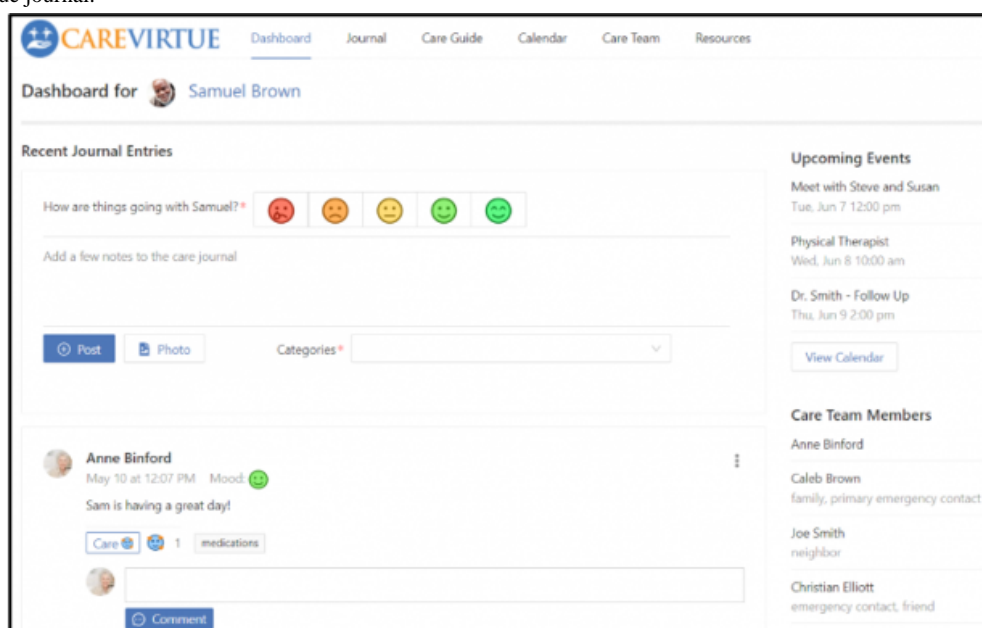 ue journal.
CAREVIRTUE
Dashboard
Journal
Care Guide
Calendar
Care Team
Resources
Dashboard for Samuel Brown
Recent Journal Entries
How are things going with Samuel?*
Add a few notes to the care journal
Post
Photo
Categories*
Anne Binford
May 10 at 12:07 PM Mood:
Sam is having a great day!
Care
1
medications
Comment
Upcoming Events
Meet with Steve and Susan
Tue, Jun 7 12:00 pm
Physical Therapist
Wed, Jun 8 10:00 am
Dr. Smith - Follow Up
Thu, Jun 9 2:00 pm
View Calendar
Care Team Members
Anne Binford
Caleb Brown
family, primary emergency contact
Joe Smith
neighbor
Christian Elliott
emergency contact, friend